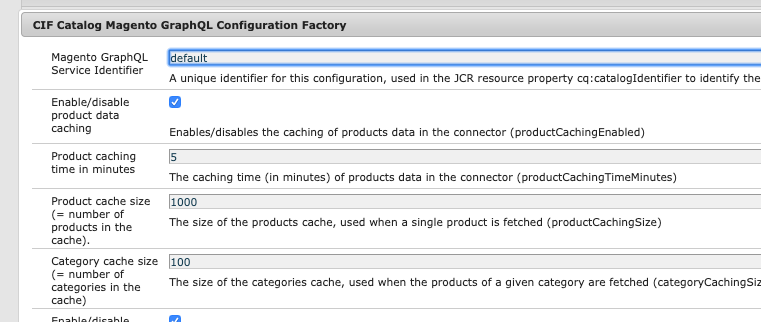 CIF Catalog Magento GraphQL Configuration Factory
Magento GraphQL
Service Identifier
default
A unique identifier for this configuration, used in the JCR resource property cq:catalogIdentifier to identify the
Enable/disable
product data
caching
Enables/disables the caching of products data in the connector (productCachingEnabled)
Product caching
time in minutes
5
The caching time (in minutes) of products data in the connector (productCachingTimeMinutes)
Product cache size
(= number of
products in the
cache).
1000
The size of the products cache, used when a single product is fetched (productCachingSize)
Category cache size
(= number of
categories in the
cache)
100
The size of the categories cache, used when the products of a given category are fetched (categoryCachingSiz
Enable/disable